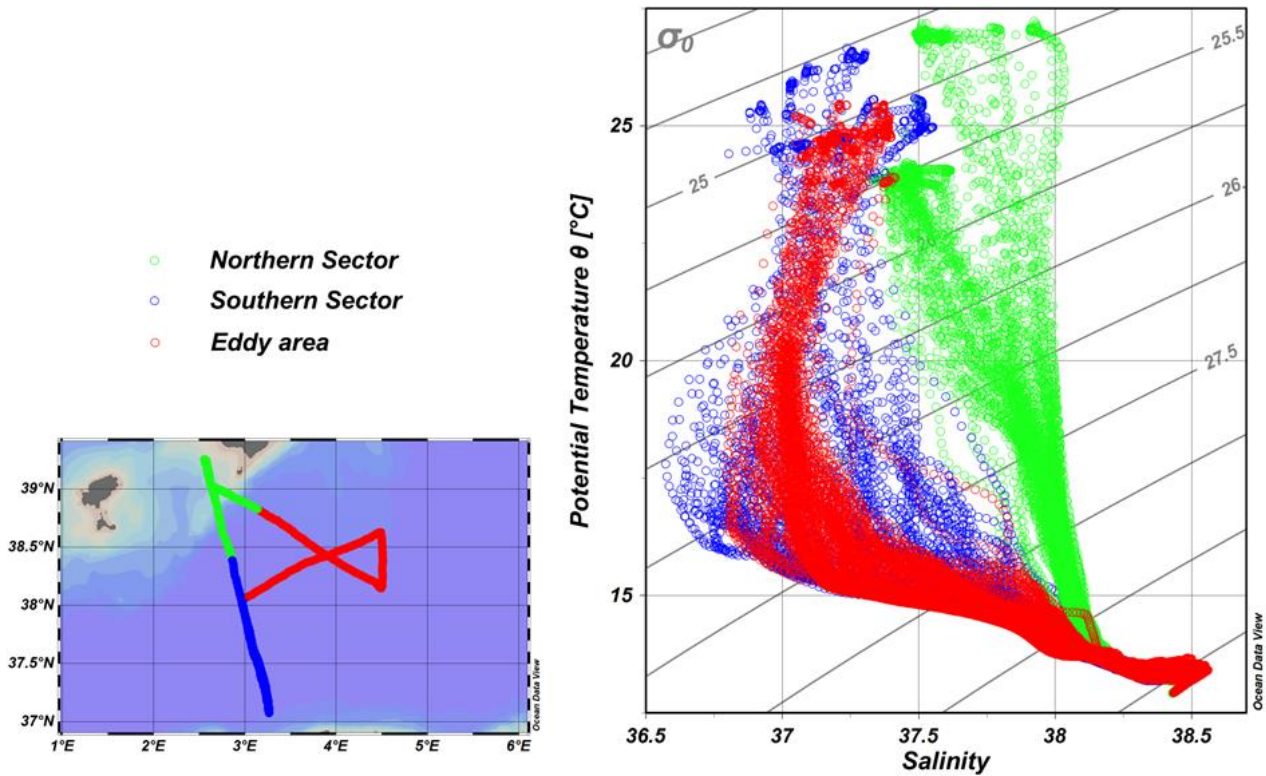 Northern Sector
Southern Sector
Eddy area
39°N
38.5°N
38°N
37.5°N
37°N
1°E
2°E
3°E
4°E
5°E
6°E
Ocean Data View
σ0
25.5
25
26
26.
27.5
25
20
15
Potential Temperature θ [°C]
36.5
37
37.5
38
38.5
Salinity
Ocean Data View